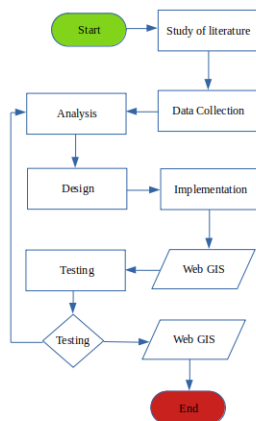 Start
Study of literature
Data Collection
Analysis
Design
Implementation
Web GIS
Testing
Testing
Web GIS
End